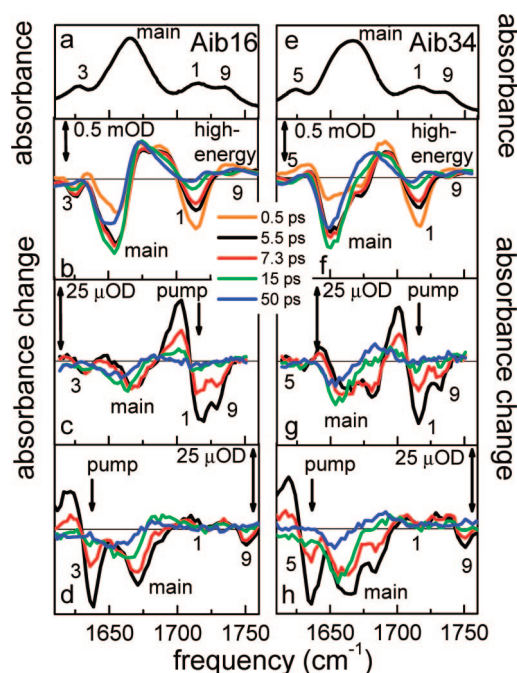 a
main
Aib16
3
1
9
e
main
Aib34
5
1
9
absorbance
absorbance
0.5 mOD
high-
energy
3
main
1
9
b
0.5 mOD
high-
energy
5
main
1
9
f
0.5 ps
5.5 ps
7.3 ps
15 ps
50 ps
absorbance change
absorbance change
25 µOD
pump
3
main
1
9
c
25 µOD
pump
5
main
1
9
g
pump
25 µOD
3
main
1
9
d
pump
25 µOD
5
main
1
9
h
1650
1700
1750
1650
1700
1750
frequency (cm-1)